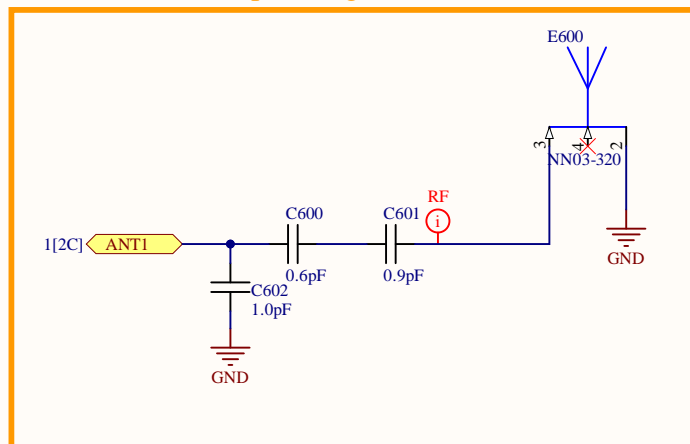 E600
3
4
2
NN03-320
RF
i
C600
C601
1[2C]
ANT1
GND
0.6pF
0.9pF
C602
1.0pF
GND